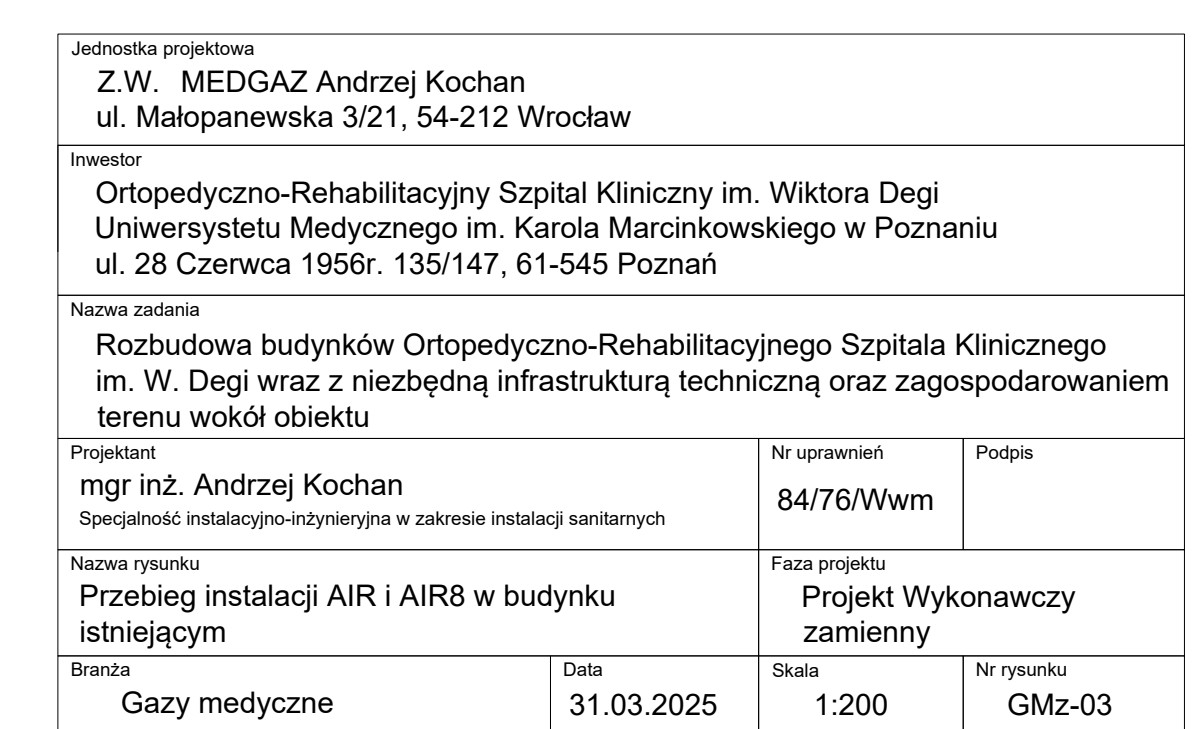 Jednostka projektowa
Z.W. MEDGAZ Andrzej Kochan
ul. Małopanewska 3/21, 54-212 Wrocław
Inwestor
Ortopedyczno-Rehabilitacyjny Szpital Kliniczny im. Wiktora Degi
Uniwersystetu Medycznego im. Karola Marcinkowskiego w Poznaniu
ul. 28 Czerwca 1956r. 135/147, 61-545 Poznań
Nazwa zadania
Rozbudowa budynków Ortopedyczno-Rehabilitacyjnego Szpitala Klinicznego
im. W. Degi wraz z niezbędną infrastrukturą techniczną oraz zagospodarowaniem
terenu wokół obiektu
Projektant
mgr inż. Andrzej Kochan
Specjalność instalacyjno-inżynieryjna w zakresie instalacji sanitarnych
Nr uprawnień
84/76/Wwm
Podpis
Nazwa rysunku
Przebieg instalacji AIR i AIR8 w budynku
istniejącym
Faza projektu
Projekt Wykonawczy
zamienny
Branża
Gazy medyczne
Data
31.03.2025
Skala
1:200
Nr rysunku
GMz-03